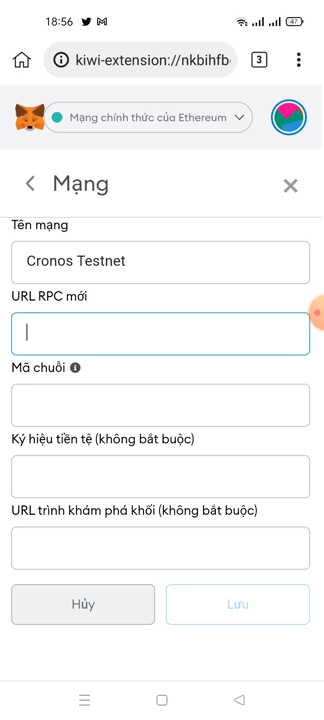 18:56
47
kiwi-extension://nkbihfb
3
Mạng chính thức của Ethereum
Mạng
Tên mạng
Cronos Testnet
URL RPC mới
Mã chuỗi
Ký hiệu tiền tệ (không bắt buộc)
URL trình khám phá khối (không bắt buộc)
Hủy
Lưu